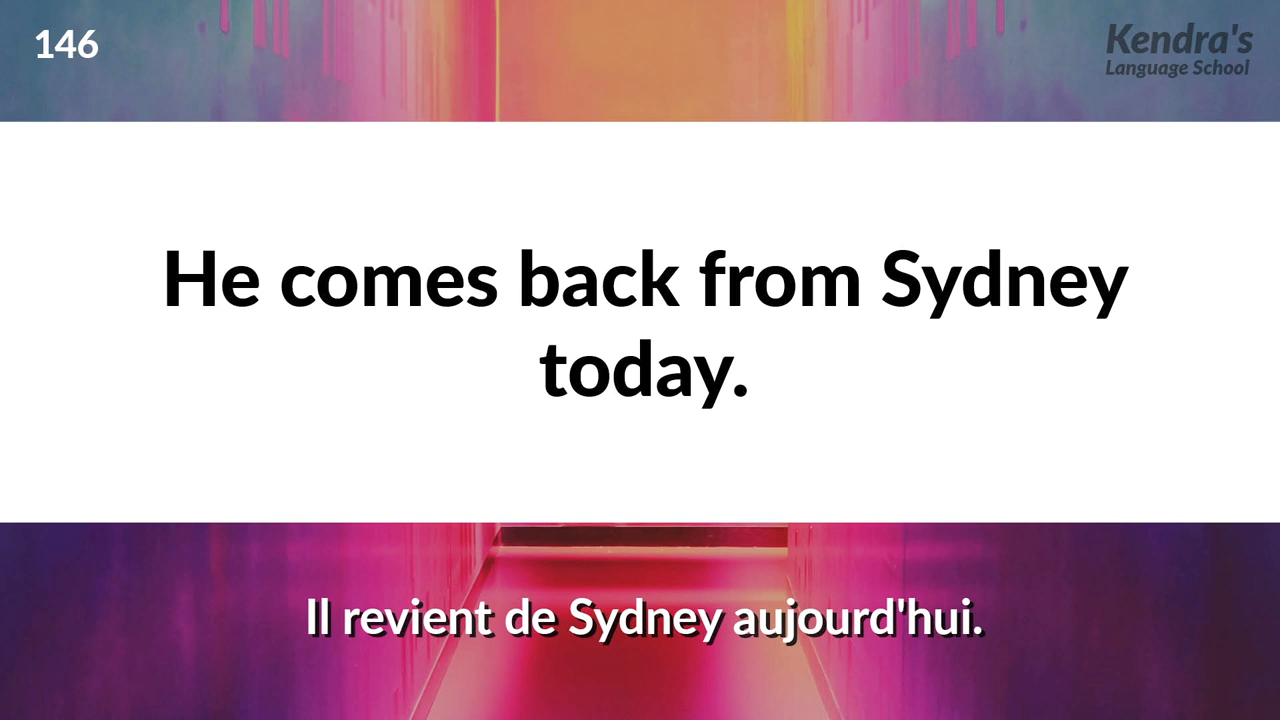 146
Kendra's
Language School
He comes back from Sydney
today.
Il revient de Sydney aujourd'hui.